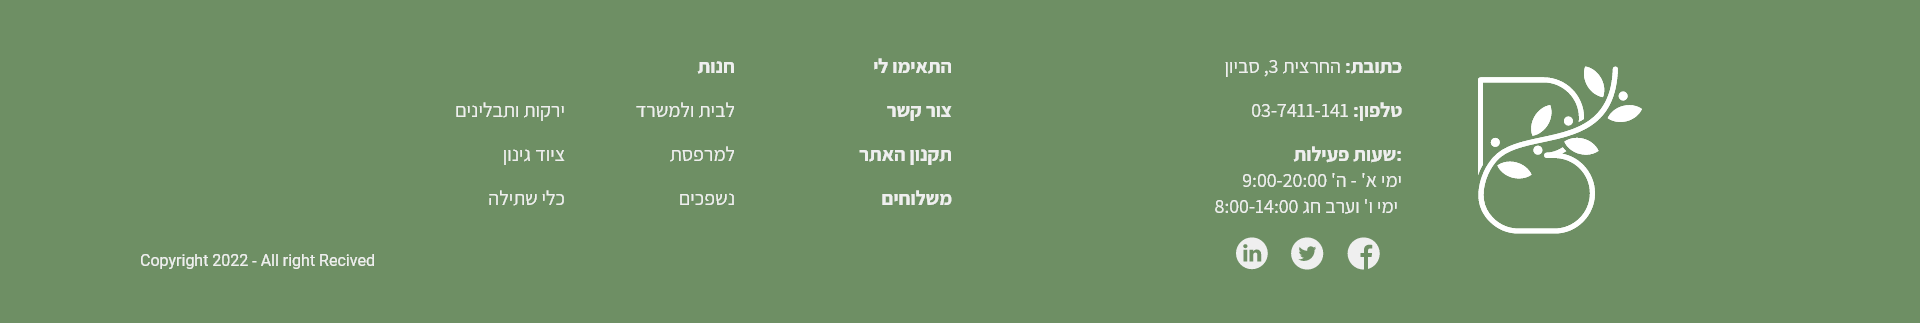 כתובת: החרצית 3, סביון
טלפון: 03-7411-141
שעות פעילות:
ימי א' - ה' 9:00-20:00
ימי ו' וערב חג 8:00-14:00
התאימו לי
צור קשר
תקנון האתר
משלוחים
חנות
לבית ולמשרד
למרפסת
נשפכים
ירקות ותבלינים
ציוד גינון
כלי שתילה
Copyright 2022 - All right Recived